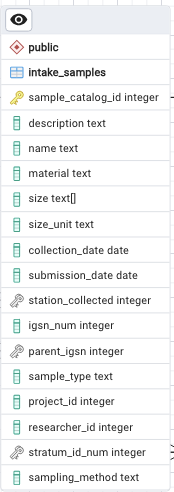 public
intake_samples
sample_catalog_id integer
description text
name text
material text
size text[]
size_unit text
collection_date date
submission_date date
station_collected integer
igsn_num integer
parent_igsn integer
sample_type text
project_id integer
researcher_id integer
stratum_id_num integer
sampling_method text